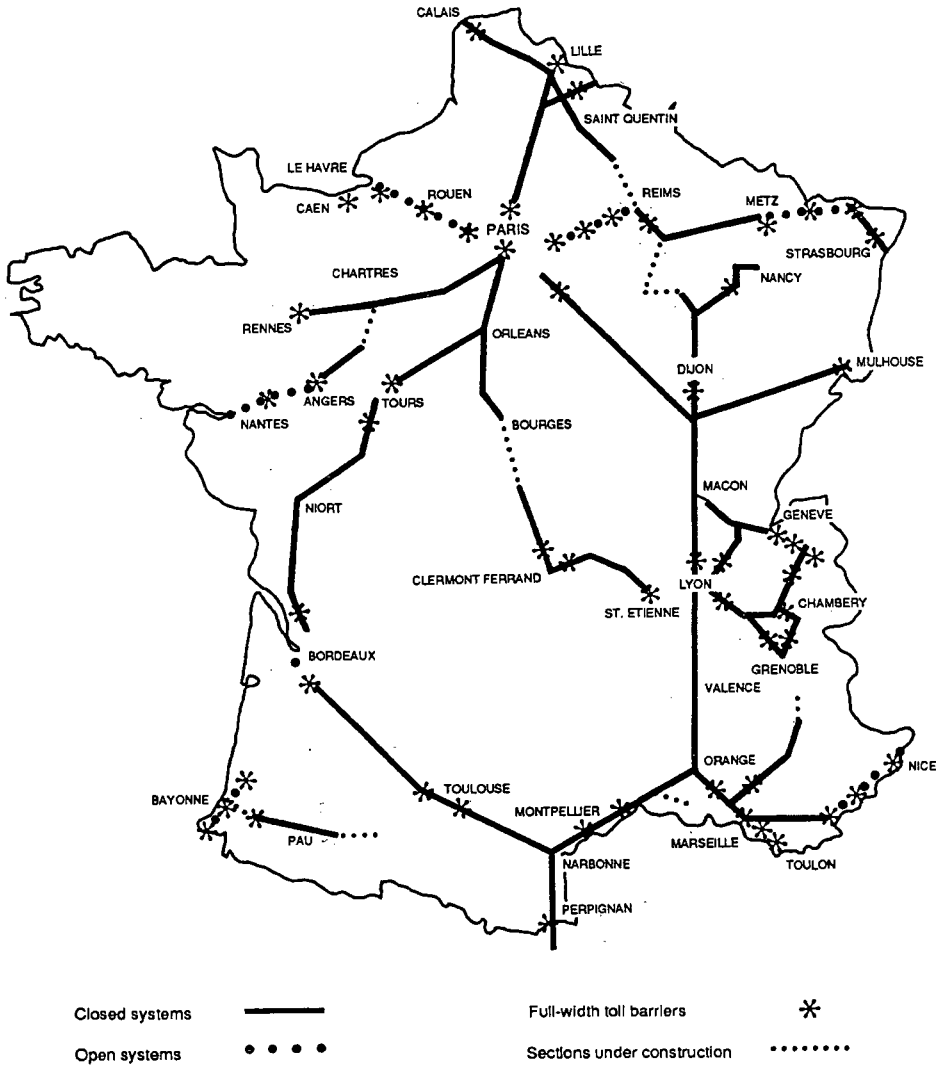 CALAIS
LILLE
SAINT QUENTIN
LE HAVRE
ROUEN
REIMS
METZ
CAEN
PARIS
STRASBOURG
CHARTRES
NANCY
RENNES
ORLEANS
DIJON
MULHOUSE
ANGERS
TOURS
NANTES
BOURGES
MACON
NIORT
GENEVE
CLERMONT FERRAND
LYON
ST. ETIENNE
CHAMBERY
BORDEAUX
GRENOBLE
VALENCE
ORANGE
NICE
TOULOUSE
BAYONNE
MONTPELLIER
PAU
MARSEILLE
NARBONNE
TOULON
PERPIGNAN
Closed systems
Full-width toll barriers
Open systems
Sections under construction